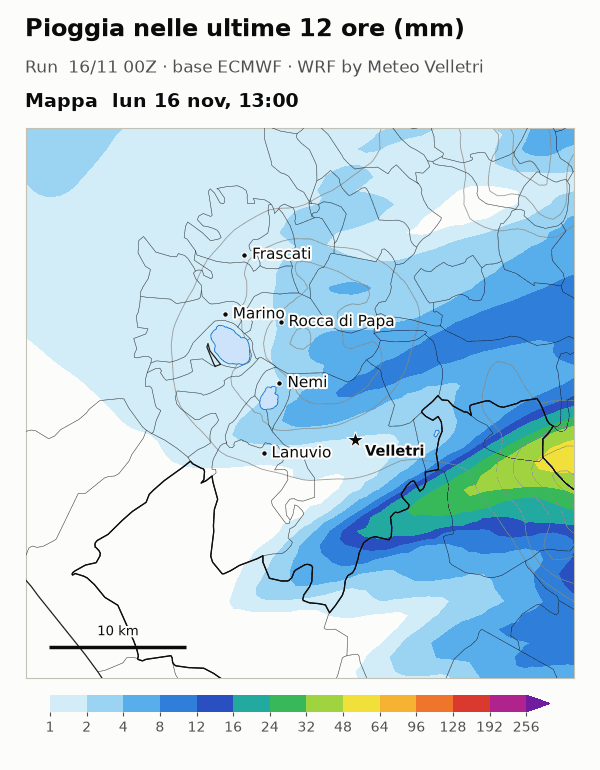 Pioggia nelle ultime 12 ore (mm)
Run  16/11 00Z · base ECMWF · WRF by Meteo Velletri
Mappa  lun 16 nov, 13:00
Frascati
Marino
Rocca di Papa
Nemi
Velletri
Lanuvio
10 km
1 2 4 8 12 16 24 32 48 64 96 128 192 256